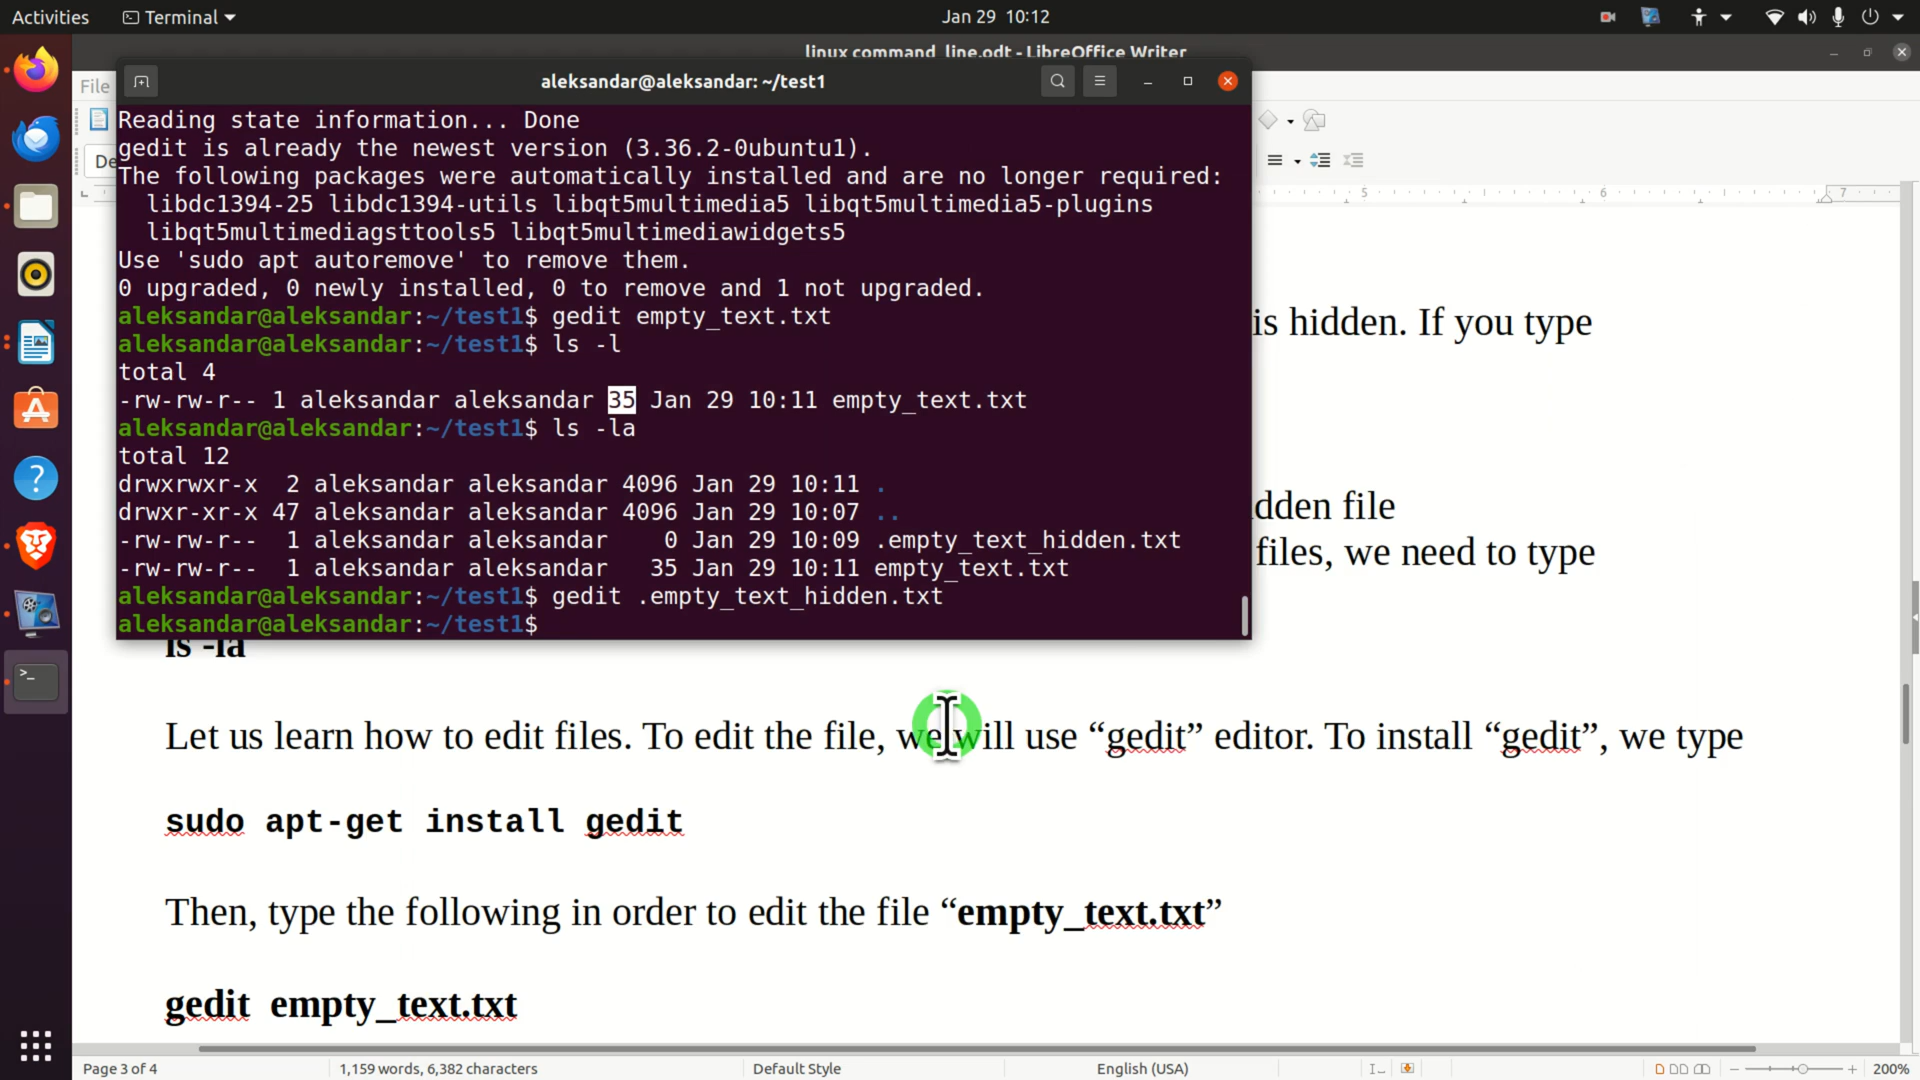 Activities
Terminal
Jan 29  10:12
linux command_line.odt - LibreOffice Writer
File
aleksandar@aleksandar: ~/test1
De
Reading state information... Done
gedit is already the newest version (3.36.2-0ubuntu1).
The following packages were automatically installed and are no longer required:
  libdc1394-25 libdc1394-utils libqt5multimedia5 libqt5multimedia5-plugins
  libqt5multimediagsttools5 libqt5multimediawidgets5
Use 'sudo apt autoremove' to remove them.
0 upgraded, 0 newly installed, 0 to remove and 1 not upgraded.
aleksandar@aleksandar:~/test1$ gedit empty_text.txt
aleksandar@aleksandar:~/test1$ ls -l
total 4
-rw-rw-r-- 1 aleksandar aleksandar 35 Jan 29 10:11 empty_text.txt
aleksandar@aleksandar:~/test1$ ls -la
total 12
drwxrwxr-x  2 aleksandar aleksandar 4096 Jan 29 10:11 .
drwxr-xr-x 47 aleksandar aleksandar 4096 Jan 29 10:07 ..
-rw-rw-r--  1 aleksandar aleksandar    0 Jan 29 10:09 .empty_text_hidden.txt
-rw-rw-r--  1 aleksandar aleksandar   35 Jan 29 10:11 empty_text.txt
aleksandar@aleksandar:~/test1$ gedit .empty_text_hidden.txt
aleksandar@aleksandar:~/test1$
5 6 7
is hidden. If you type
dden file
files, we need to type
ls -la
Let us learn how to edit files. To edit the file, we will use “gedit” editor. To install “gedit”, we type
sudo apt-get install gedit
Then, type the following in order to edit the file “empty_text.txt”
gedit  empty_text.txt
Page 3 of 4
1,159 words, 6,382 characters
Default Style
English (USA)
200%